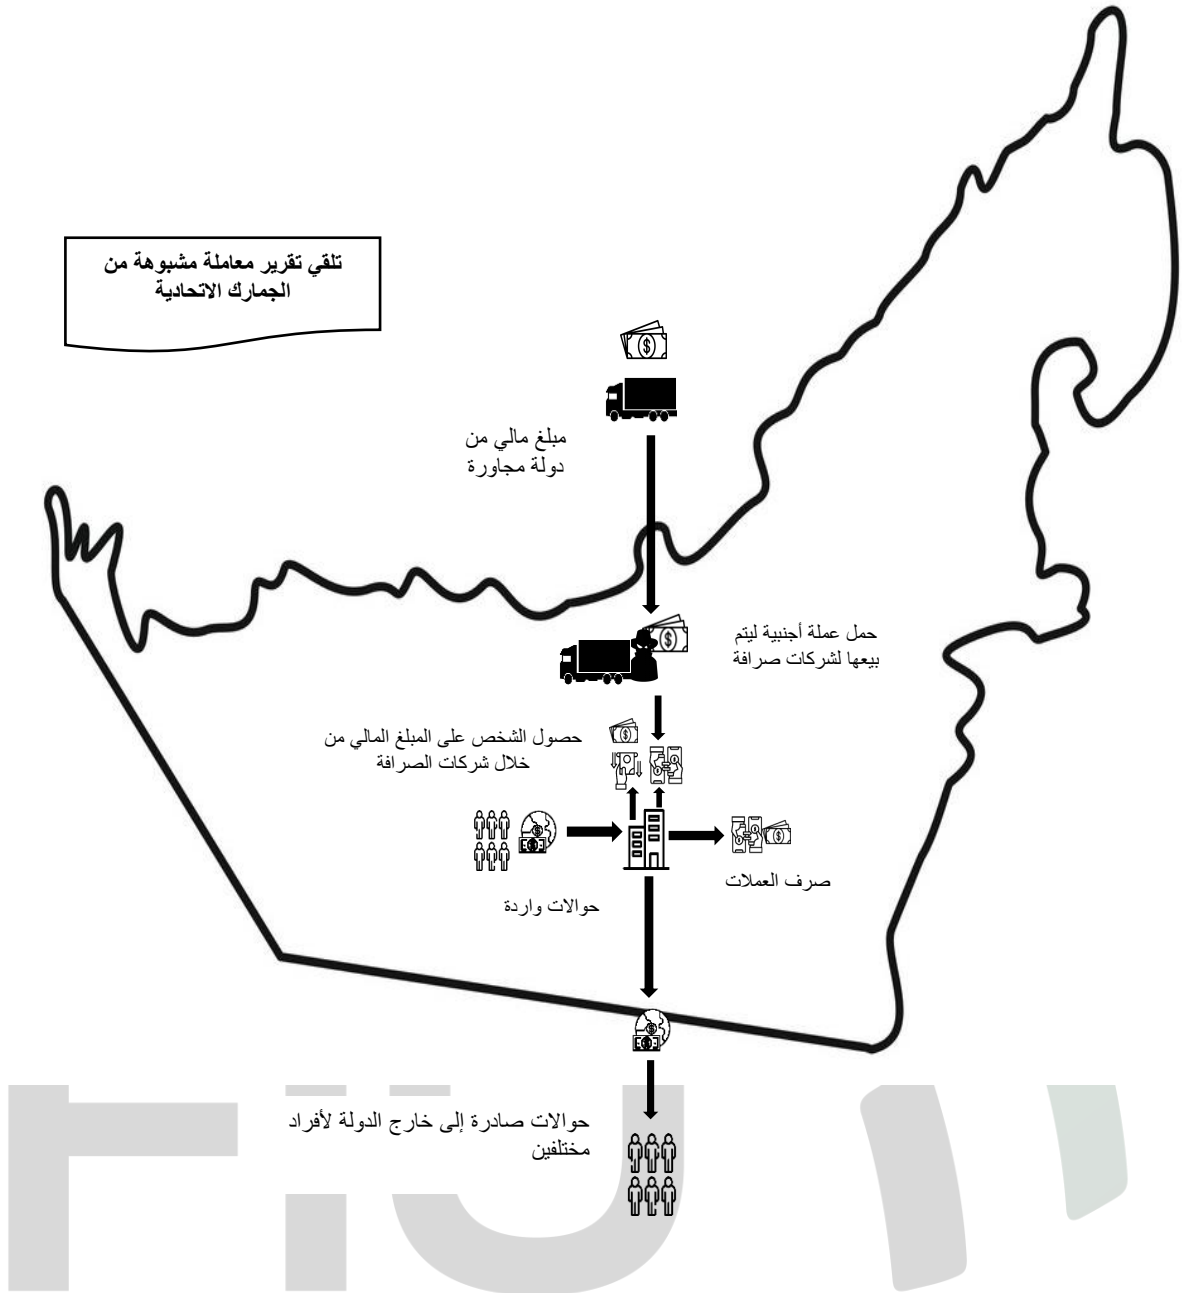 تلقي تقرير معاملة مشبوهة من
الجمارك الاتحادية
مبلغ مالي من
دولة مجاورة
حمل عملة أجنبية ليتم
بيعها لشركات صرافة
حصول الشخص على المبلغ المالي من
خلال شركات الصرافة
صرف العملات
حوالات واردة
حوالات صادرة إلى خارج الدولة لأفراد
مختلفين